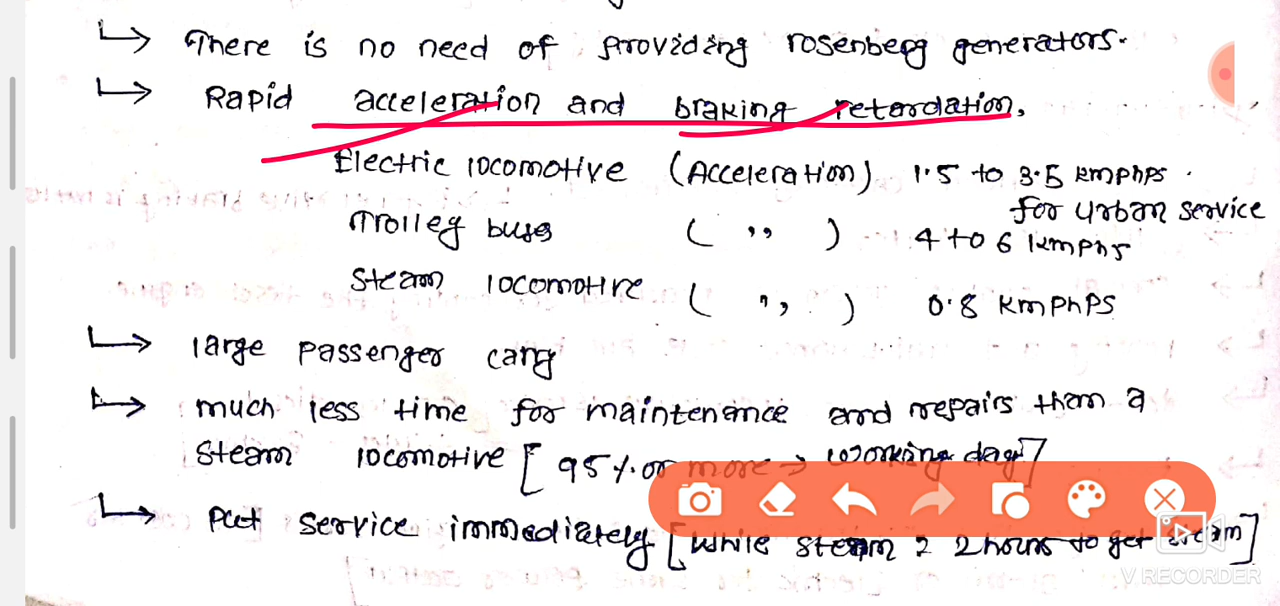 There is no need of providing rosenberg generators.
Rapid acceleration and braking retardation.
Electric locomotive (Acceleration) 1.5 to 3.5 kmphps.
for urban service
Trolley buses ( ,, ) 4 to 6 kmphps
Steam locomotive ( ,, ) 0.8 KmPhPS
large passenger carry
much less time for maintenance and repairs than a
steam locomotive [95%. or more → working day]
Put service immediately [while steam 2 2 hours to get steam]
V RECORDER